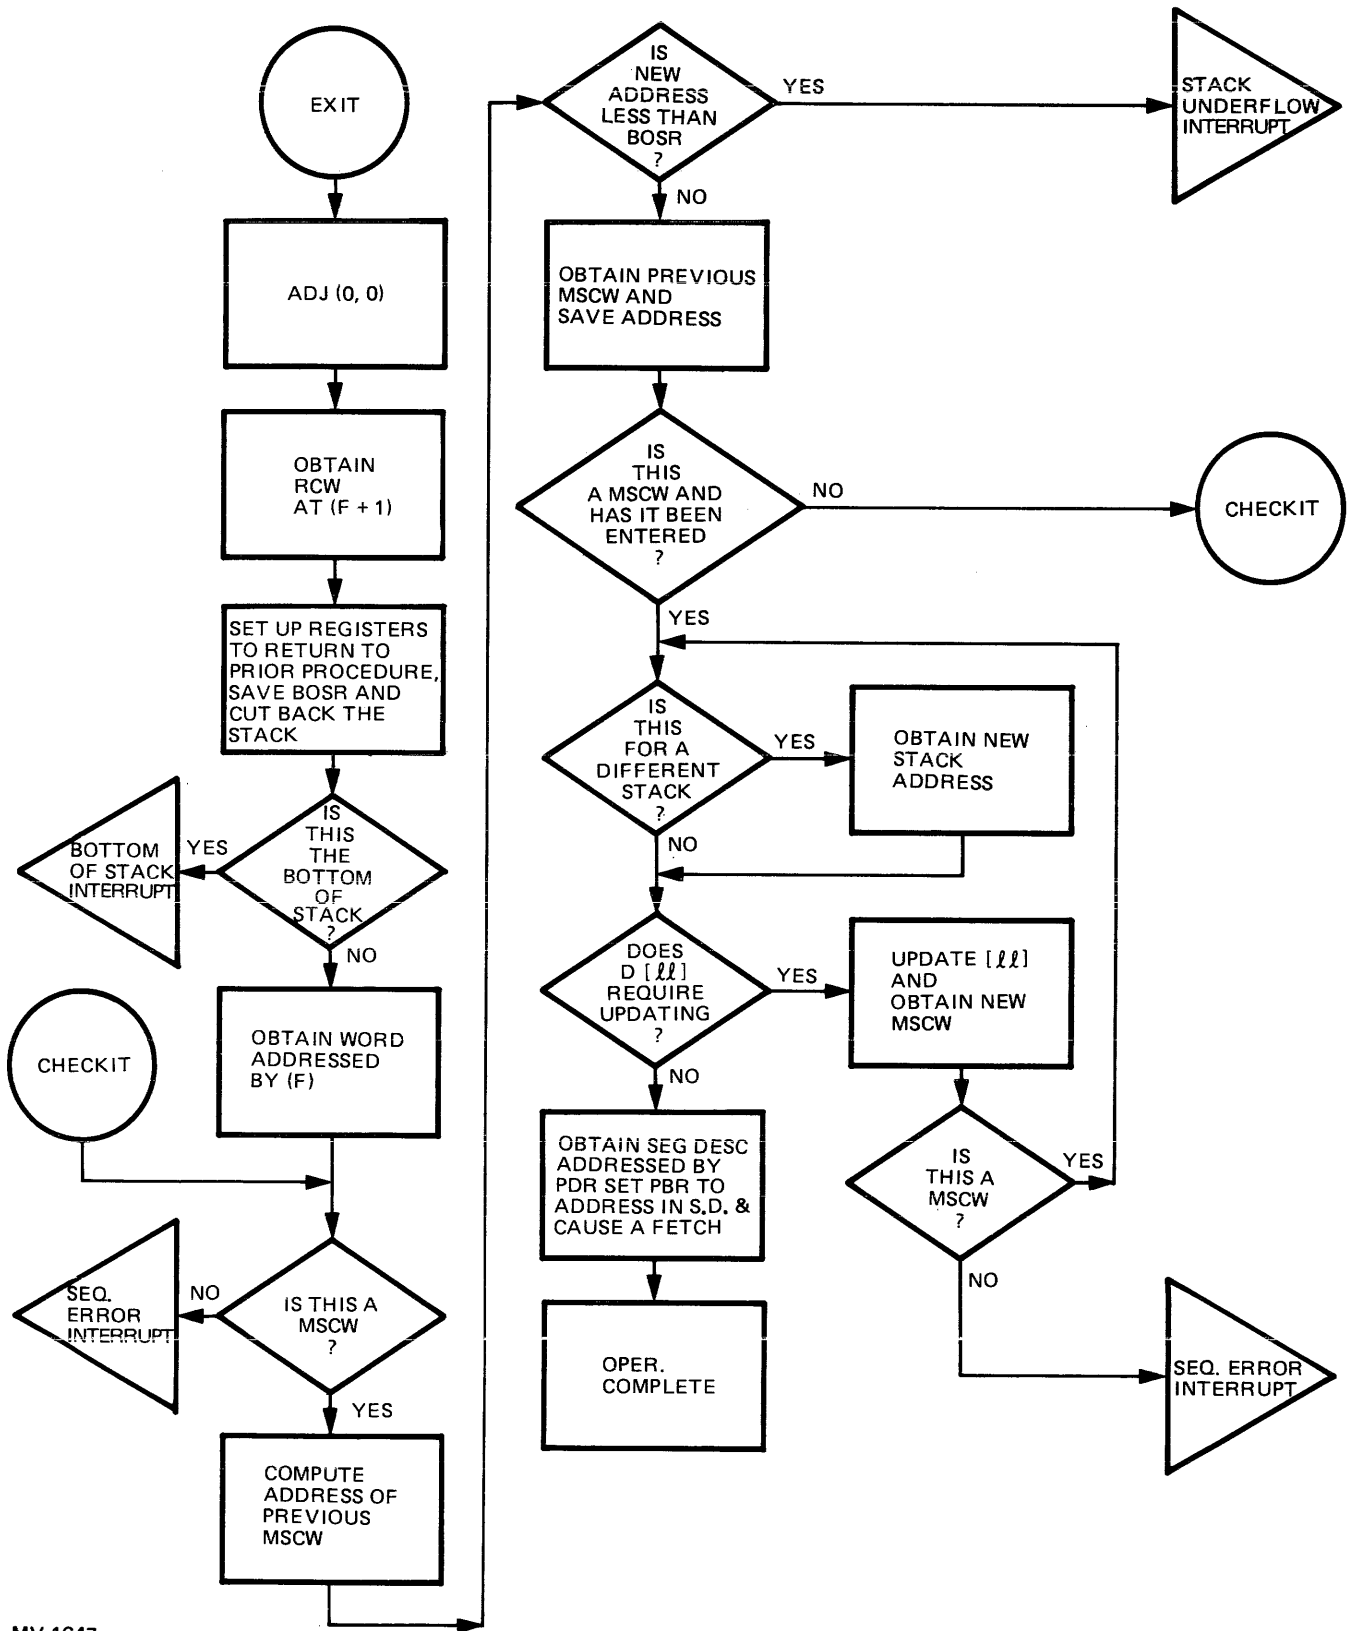 EXIT
ADJ (0, 0)
OBTAIN
RCW
AT (F + 1)
SET UP REGISTERS
TO RETURN TO
PRIOR PROCEDURE,
SAVE BOSR AND
CUT BACK THE
STACK
IS
THIS
THE
BOTTOM
OF
STACK
?
YES
BOTTOM
OF STACK
INTERRUPT
NO
OBTAIN WORD
ADDRESSED
BY (F)
CHECKIT
IS THIS A
MSCW
?
NO
SEQ.
ERROR
INTERRUPT
YES
COMPUTE
ADDRESS OF
PREVIOUS
MSCW
IS
NEW
ADDRESS
LESS THAN
BOSR
?
YES
STACK
UNDERFLOW
INTERRUPT
NO
OBTAIN PREVIOUS
MSCW AND
SAVE ADDRESS
IS
THIS
A MSCW AND
HAS IT BEEN
ENTERED
?
NO
CHECKIT
YES
IS
THIS
FOR A
DIFFERENT
STACK
?
YES
OBTAIN NEW
STACK
ADDRESS
NO
DOES
D [ℓℓ]
REQUIRE
UPDATING
?
YES
UPDATE [ℓℓ]
AND
OBTAIN NEW
MSCW
NO
IS
THIS A
MSCW
?
YES
NO
SEQ. ERROR
INTERRUPT
OBTAIN SEG DESC
ADDRESSED BY
PDR SET PBR TO
ADDRESS IN S.D. &
CAUSE A FETCH
OPER.
COMPLETE